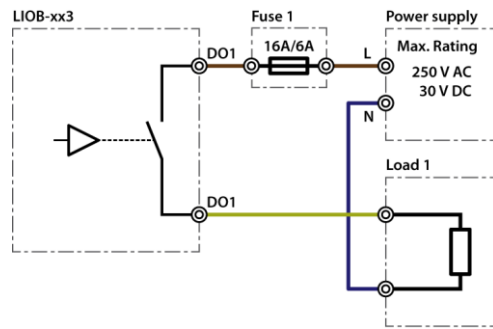 LIOB-xx3
Fuse 1
Power supply
DO1
16A/6A
L
Max. Rating
250 V AC
30 V DC
N
Load 1
DO1